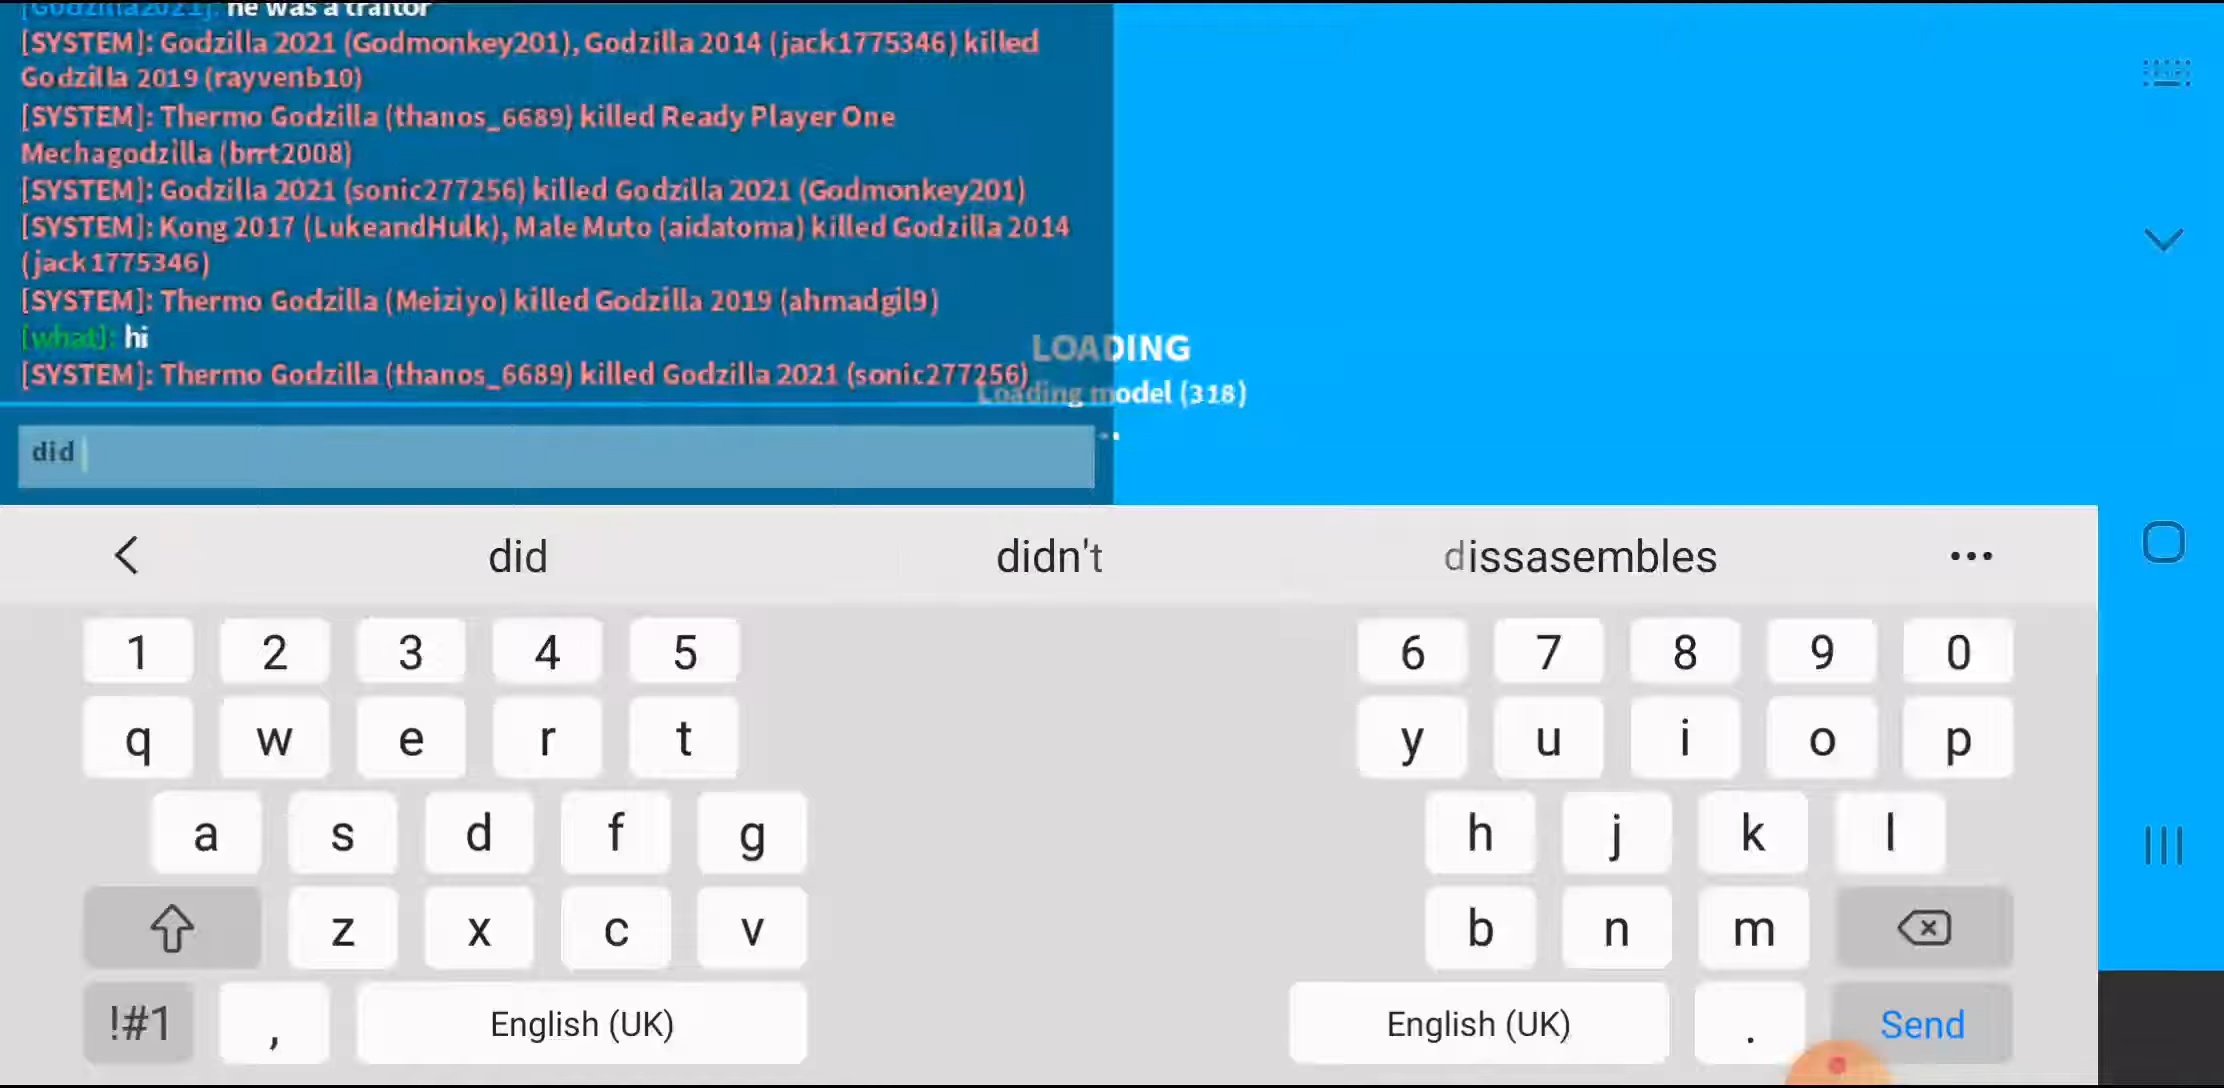 [Godzilla2021]: he was a traitor
[SYSTEM]: Godzilla 2021 (Godmonkey201), Godzilla 2014 (jack1775346) killed
Godzilla 2019 (rayvenb10)
[SYSTEM]: Thermo Godzilla (thanos_6689) killed Ready Player One
Mechagodzilla (brrt2008)
[SYSTEM]: Godzilla 2021 (sonic277256) killed Godzilla 2021 (Godmonkey201)
[SYSTEM]: Kong 2017 (LukeandHulk), Male Muto (aidatoma) killed Godzilla 2014
(jack1775346)
[SYSTEM]: Thermo Godzilla (Meiziyo) killed Godzilla 2019 (ahmadgil9)
[what]: hi
[SYSTEM]: Thermo Godzilla (thanos_6689) killed Godzilla 2021 (sonic277256)
LOADING
Loading model (318)
did
did didn't dissasembles
1 2 3 4 5 6 7 8 9 0
q w e r t y u i o p
a s d f g h j k l
z x c v b n m
!#1 , English (UK) English (UK) . Send